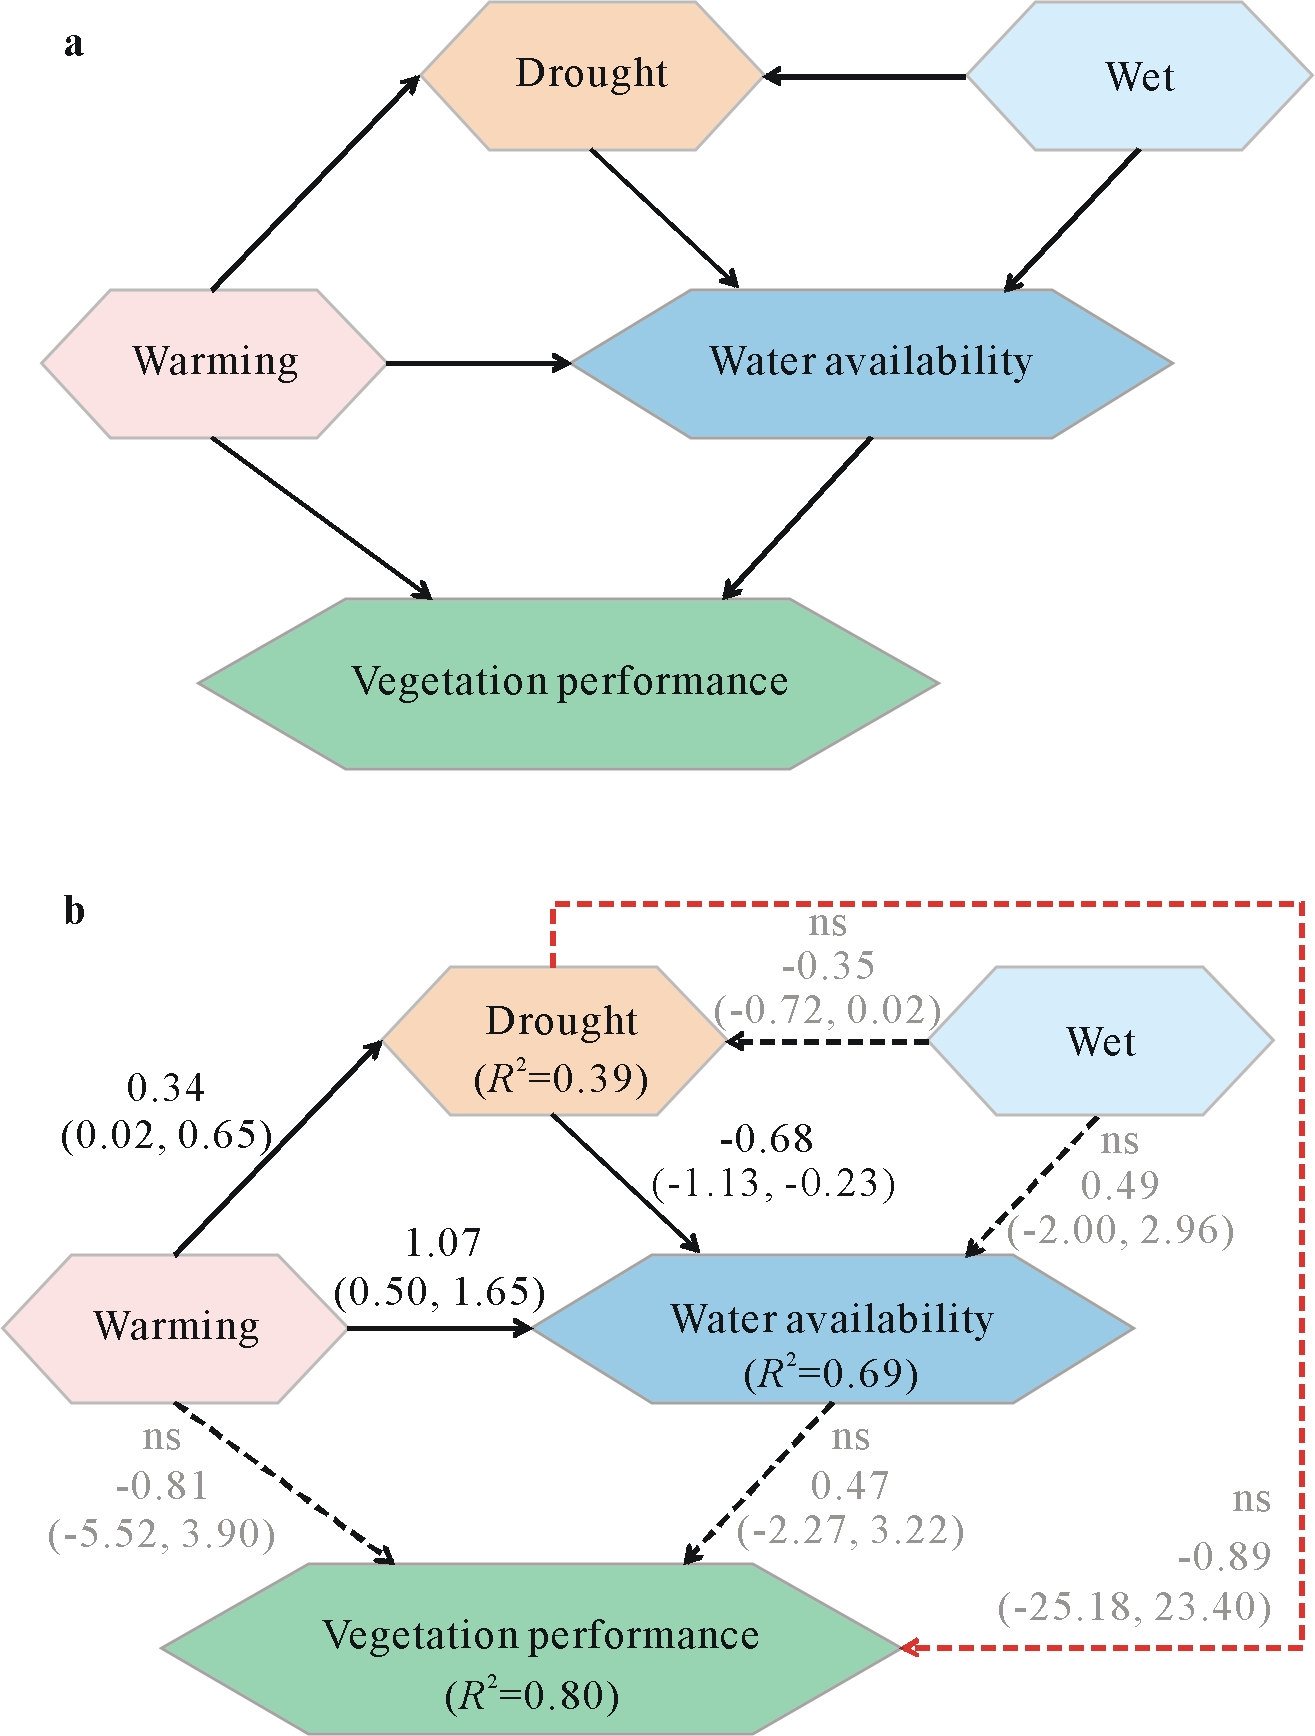 a
Drought
Wet
Warming
Water availability
Vegetation performance
b
ns
-0.35
(-0.72, 0.02)
Drought
(R²=0.39)
Wet
0.34
(0.02, 0.65)
-0.68
(-1.13, -0.23)
ns
0.49
(-2.00, 2.96)
1.07
(0.50, 1.65)
Warming
Water availability
(R²=0.69)
ns
-0.81
(-5.52, 3.90)
ns
0.47
(-2.27, 3.22)
ns
-0.89
(-25.18, 23.40)
Vegetation performance
(R²=0.80)